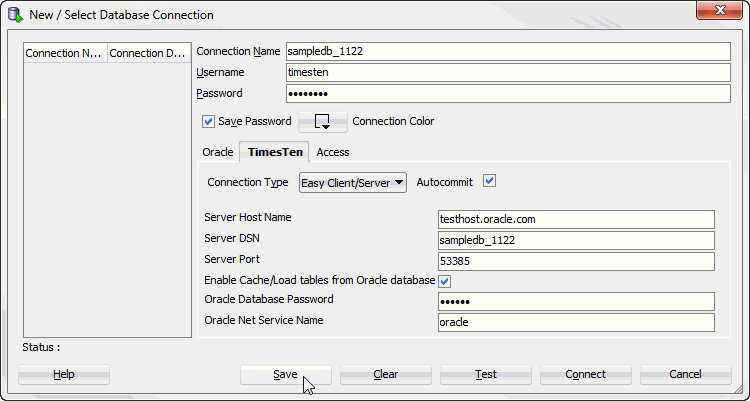 New / Select Database Connection
Connection N... Connection D...
Connection Name sampledb_1122
Username timesten
Password ••••••••
Save Password Connection Color
Oracle TimesTen Access
Connection Type Easy Client/Server Autocommit
Server Host Name testhost.oracle.com
Server DSN sampledb_1122
Server Port 53385
Enable Cache/Load tables from Oracle database
Oracle Database Password ••••••
Oracle Net Service Name oracle
Status :
Help Save Clear Test Connect Cancel